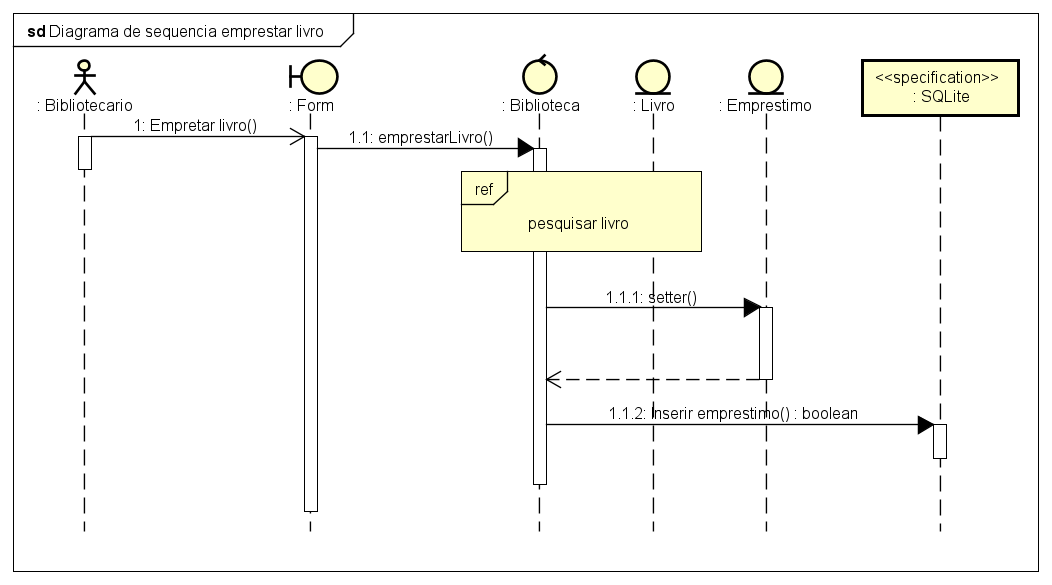 sd Diagrama de sequencia emprestar livro
: Bibliotecario
: Form
: Biblioteca
: Livro
: Emprestimo
<<specification>>
: SQLite
1: Empretar livro()
1.1: emprestarLivro()
ref
pesquisar livro
1.1.1: setter()
1.1.2: Inserir emprestimo() : boolean